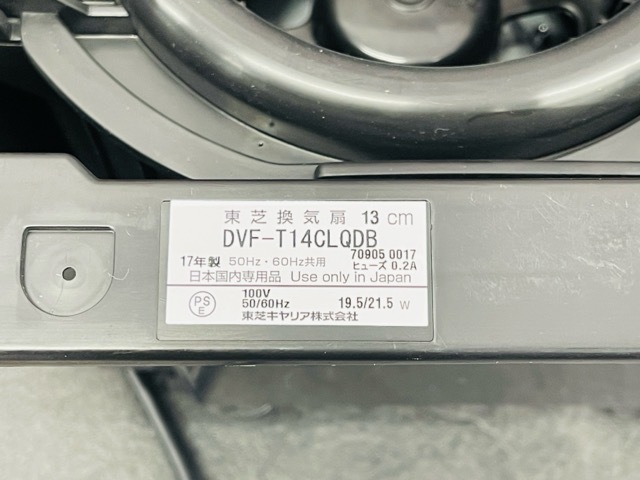 東芝換気扇 13cm
DVF-T14CLQDB
17年製 50Hz・60Hz共用 70905 0017
ヒューズ 0.2A
日本国内専用品 Use only in Japan
PS
E
100V
50/60Hz 19.5/21.5 W
東芝キヤリア株式会社